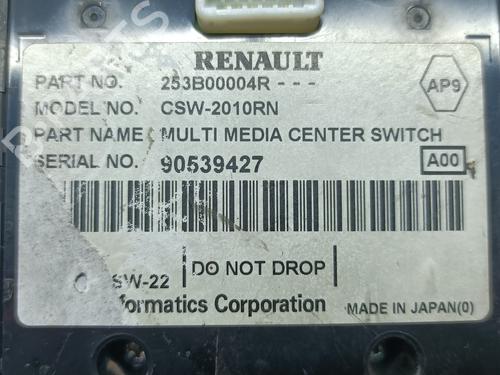 RENAULT
PART NO. 253B00004R - - -
AP9
MODEL NO. CSW-2010RN
PART NAME MULTI MEDIA CENTER SWITCH
SERIAL NO. 90539427
A00
SW-22 DO NOT DROP
formatics Corporation MADE IN JAPAN(0)